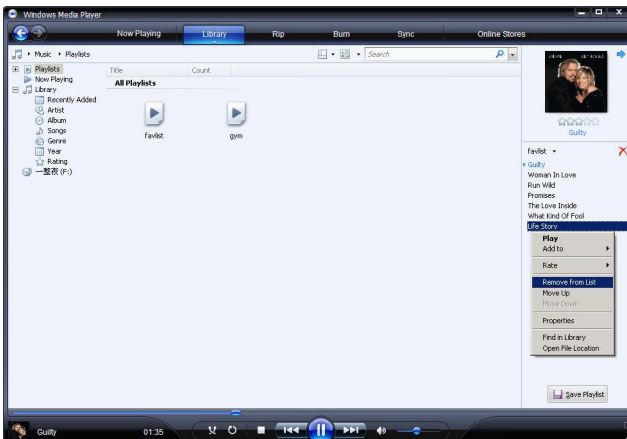 Windows Media Player
Now Playing
Library
Rip
Burn
Sync
Online Stores
Music
Playlists
Search
Playlists
Now Playing
Library
Recently Added
Artist
Album
Songs
Genre
Year
Rating
一整夜 (F:)
Title
Count
All Playlists
favlist
gym
Guilty
favlist
Guilty
Woman In Love
Run Wild
Promises
The Love Inside
What Kind Of Fool
Life Story
Play
Add to
Rate
Remove from List
Move Up
Move Down
Properties
Find in Library
Open File Location
Save Playlist
Guilty
01:35